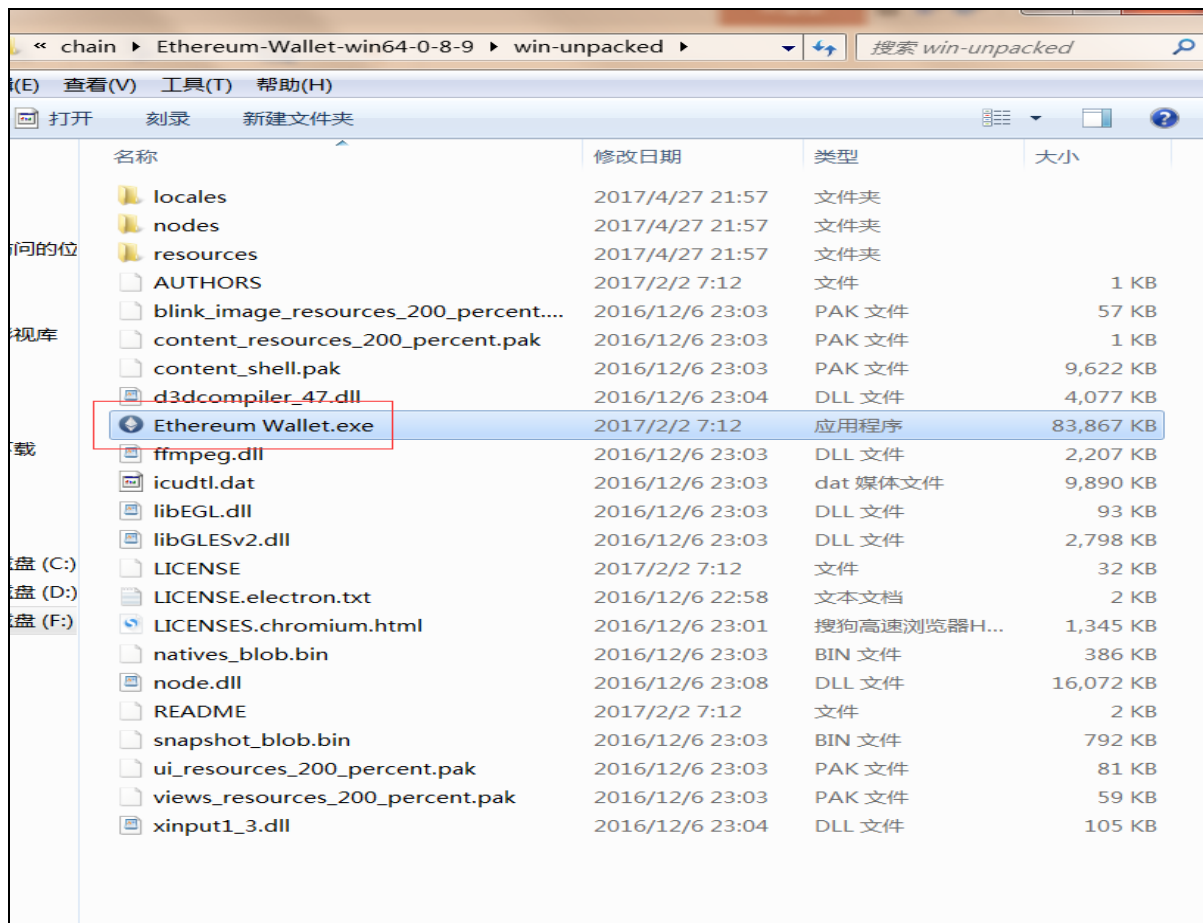 « chain ▸ Ethereum-Wallet-win64-0-8-9 ▸ win-unpacked ▸ 搜索 win-unpacked
(E) 查看(V) 工具(T) 帮助(H)
打开 刻录 新建文件夹
名称 修改日期 类型 大小
locales 2017/4/27 21:57 文件夹
nodes 2017/4/27 21:57 文件夹
问的位 resources 2017/4/27 21:57 文件夹
AUTHORS 2017/2/2 7:12 文件 1 KB
blink_image_resources_200_percent.... 2016/12/6 23:03 PAK 文件 57 KB
视库 content_resources_200_percent.pak 2016/12/6 23:03 PAK 文件 1 KB
content_shell.pak 2016/12/6 23:03 PAK 文件 9,622 KB
d3dcompiler_47.dll 2016/12/6 23:04 DLL 文件 4,077 KB
Ethereum Wallet.exe 2017/2/2 7:12 应用程序 83,867 KB
载 ffmpeg.dll 2016/12/6 23:03 DLL 文件 2,207 KB
icudtl.dat 2016/12/6 23:03 dat 媒体文件 9,890 KB
libEGL.dll 2016/12/6 23:03 DLL 文件 93 KB
libGLESv2.dll 2016/12/6 23:03 DLL 文件 2,798 KB
盘 (C:) LICENSE 2017/2/2 7:12 文件 32 KB
盘 (D:) LICENSE.electron.txt 2016/12/6 22:58 文本文档 2 KB
盘 (F:) LICENSES.chromium.html 2016/12/6 23:01 搜狗高速浏览器H... 1,345 KB
natives_blob.bin 2016/12/6 23:03 BIN 文件 386 KB
node.dll 2016/12/6 23:08 DLL 文件 16,072 KB
README 2017/2/2 7:12 文件 2 KB
snapshot_blob.bin 2016/12/6 23:03 BIN 文件 792 KB
ui_resources_200_percent.pak 2016/12/6 23:03 PAK 文件 81 KB
views_resources_200_percent.pak 2016/12/6 23:03 PAK 文件 59 KB
xinput1_3.dll 2016/12/6 23:04 DLL 文件 105 KB